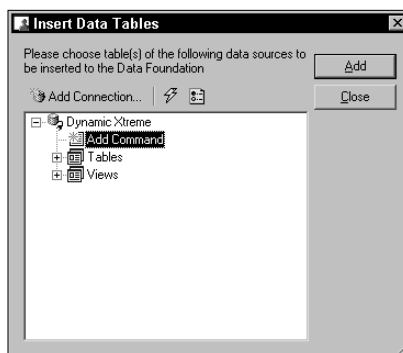 Insert Data Tables
Please choose table(s) of the following data sources to
be inserted to the Data Foundation
Add
Add Connection...
Close
Dynamic Xtreme
Add Command
Tables
Views